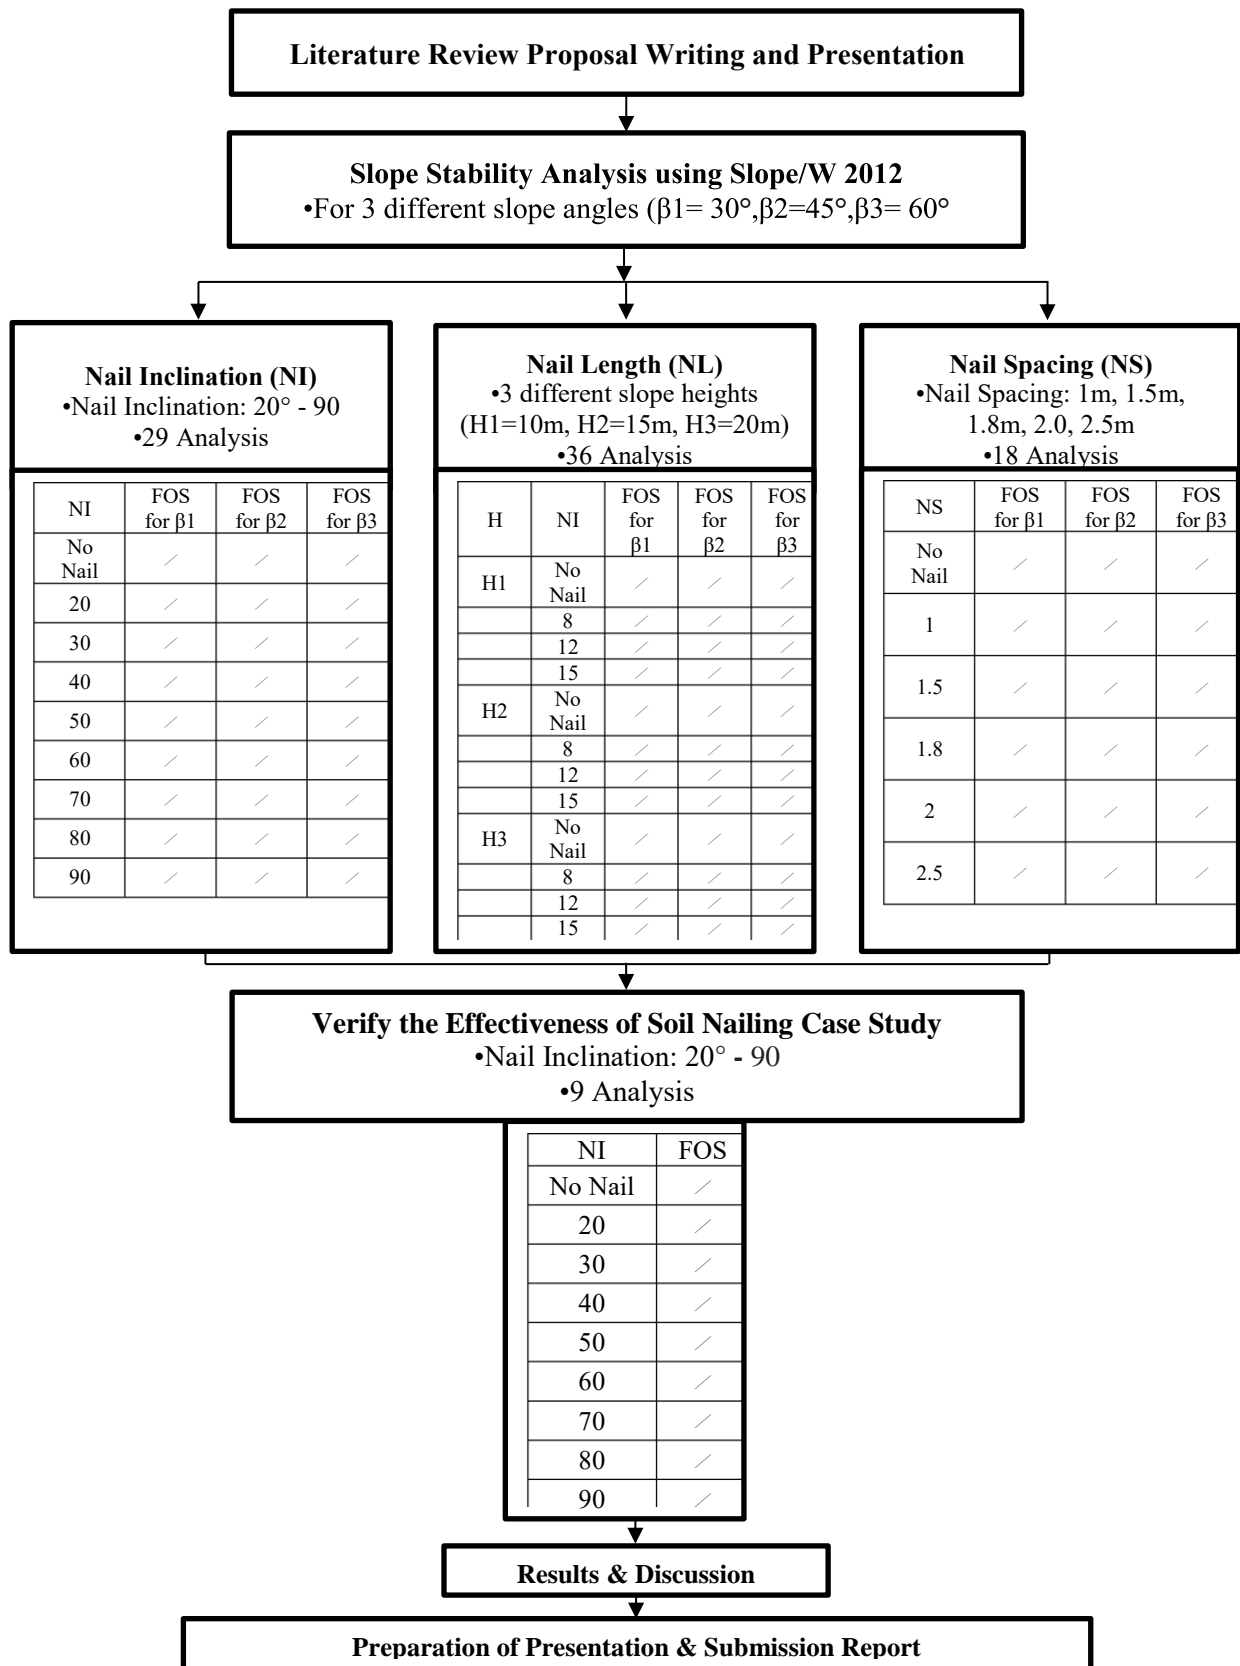 Literature Review Proposal Writing and Presentation
Slope Stability Analysis using Slope/W 2012
•For 3 different slope angles (β1= 30°,β2=45°,β3= 60°
Nail Inclination (NI)
•Nail Inclination: 20° - 90
•29 Analysis
NI FOS for β1 FOS for β2 FOS for β3
No Nail / / /
20 / / /
30 / / /
40 / / /
50 / / /
60 / / /
70 / / /
80 / / /
90 / / /
Nail Length (NL)
•3 different slope heights
(H1=10m, H2=15m, H3=20m)
•36 Analysis
H NI FOS for β1 FOS for β2 FOS for β3
H1 No Nail / / /
8 / / /
12 / / /
15 / / /
H2 No Nail / / /
8 / / /
12 / / /
15 / / /
H3 No Nail / / /
8 / / /
12 / / /
15 / / /
Nail Spacing (NS)
•Nail Spacing: 1m, 1.5m,
1.8m, 2.0, 2.5m
•18 Analysis
NS FOS for β1 FOS for β2 FOS for β3
No Nail / / /
1 / / /
1.5 / / /
1.8 / / /
2 / / /
2.5 / / /
Verify the Effectiveness of Soil Nailing Case Study
•Nail Inclination: 20° - 90
•9 Analysis
NI FOS
No Nail /
20 /
30 /
40 /
50 /
60 /
70 /
80 /
90 /
Results & Discussion
Preparation of Presentation & Submission Report